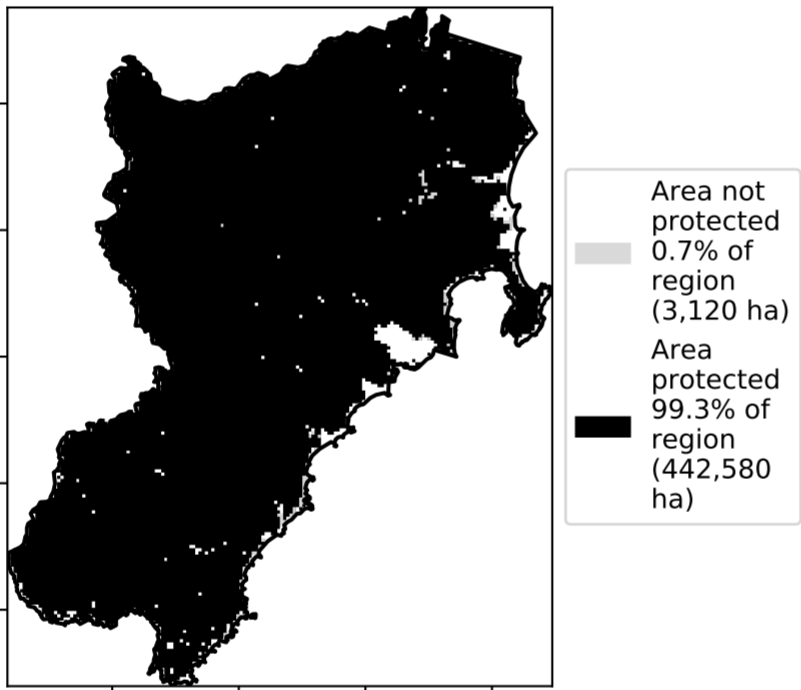 Area not
protected
0.7% of
region
(3,120 ha)
Area
protected
99.3% of
region
(442,580
ha)